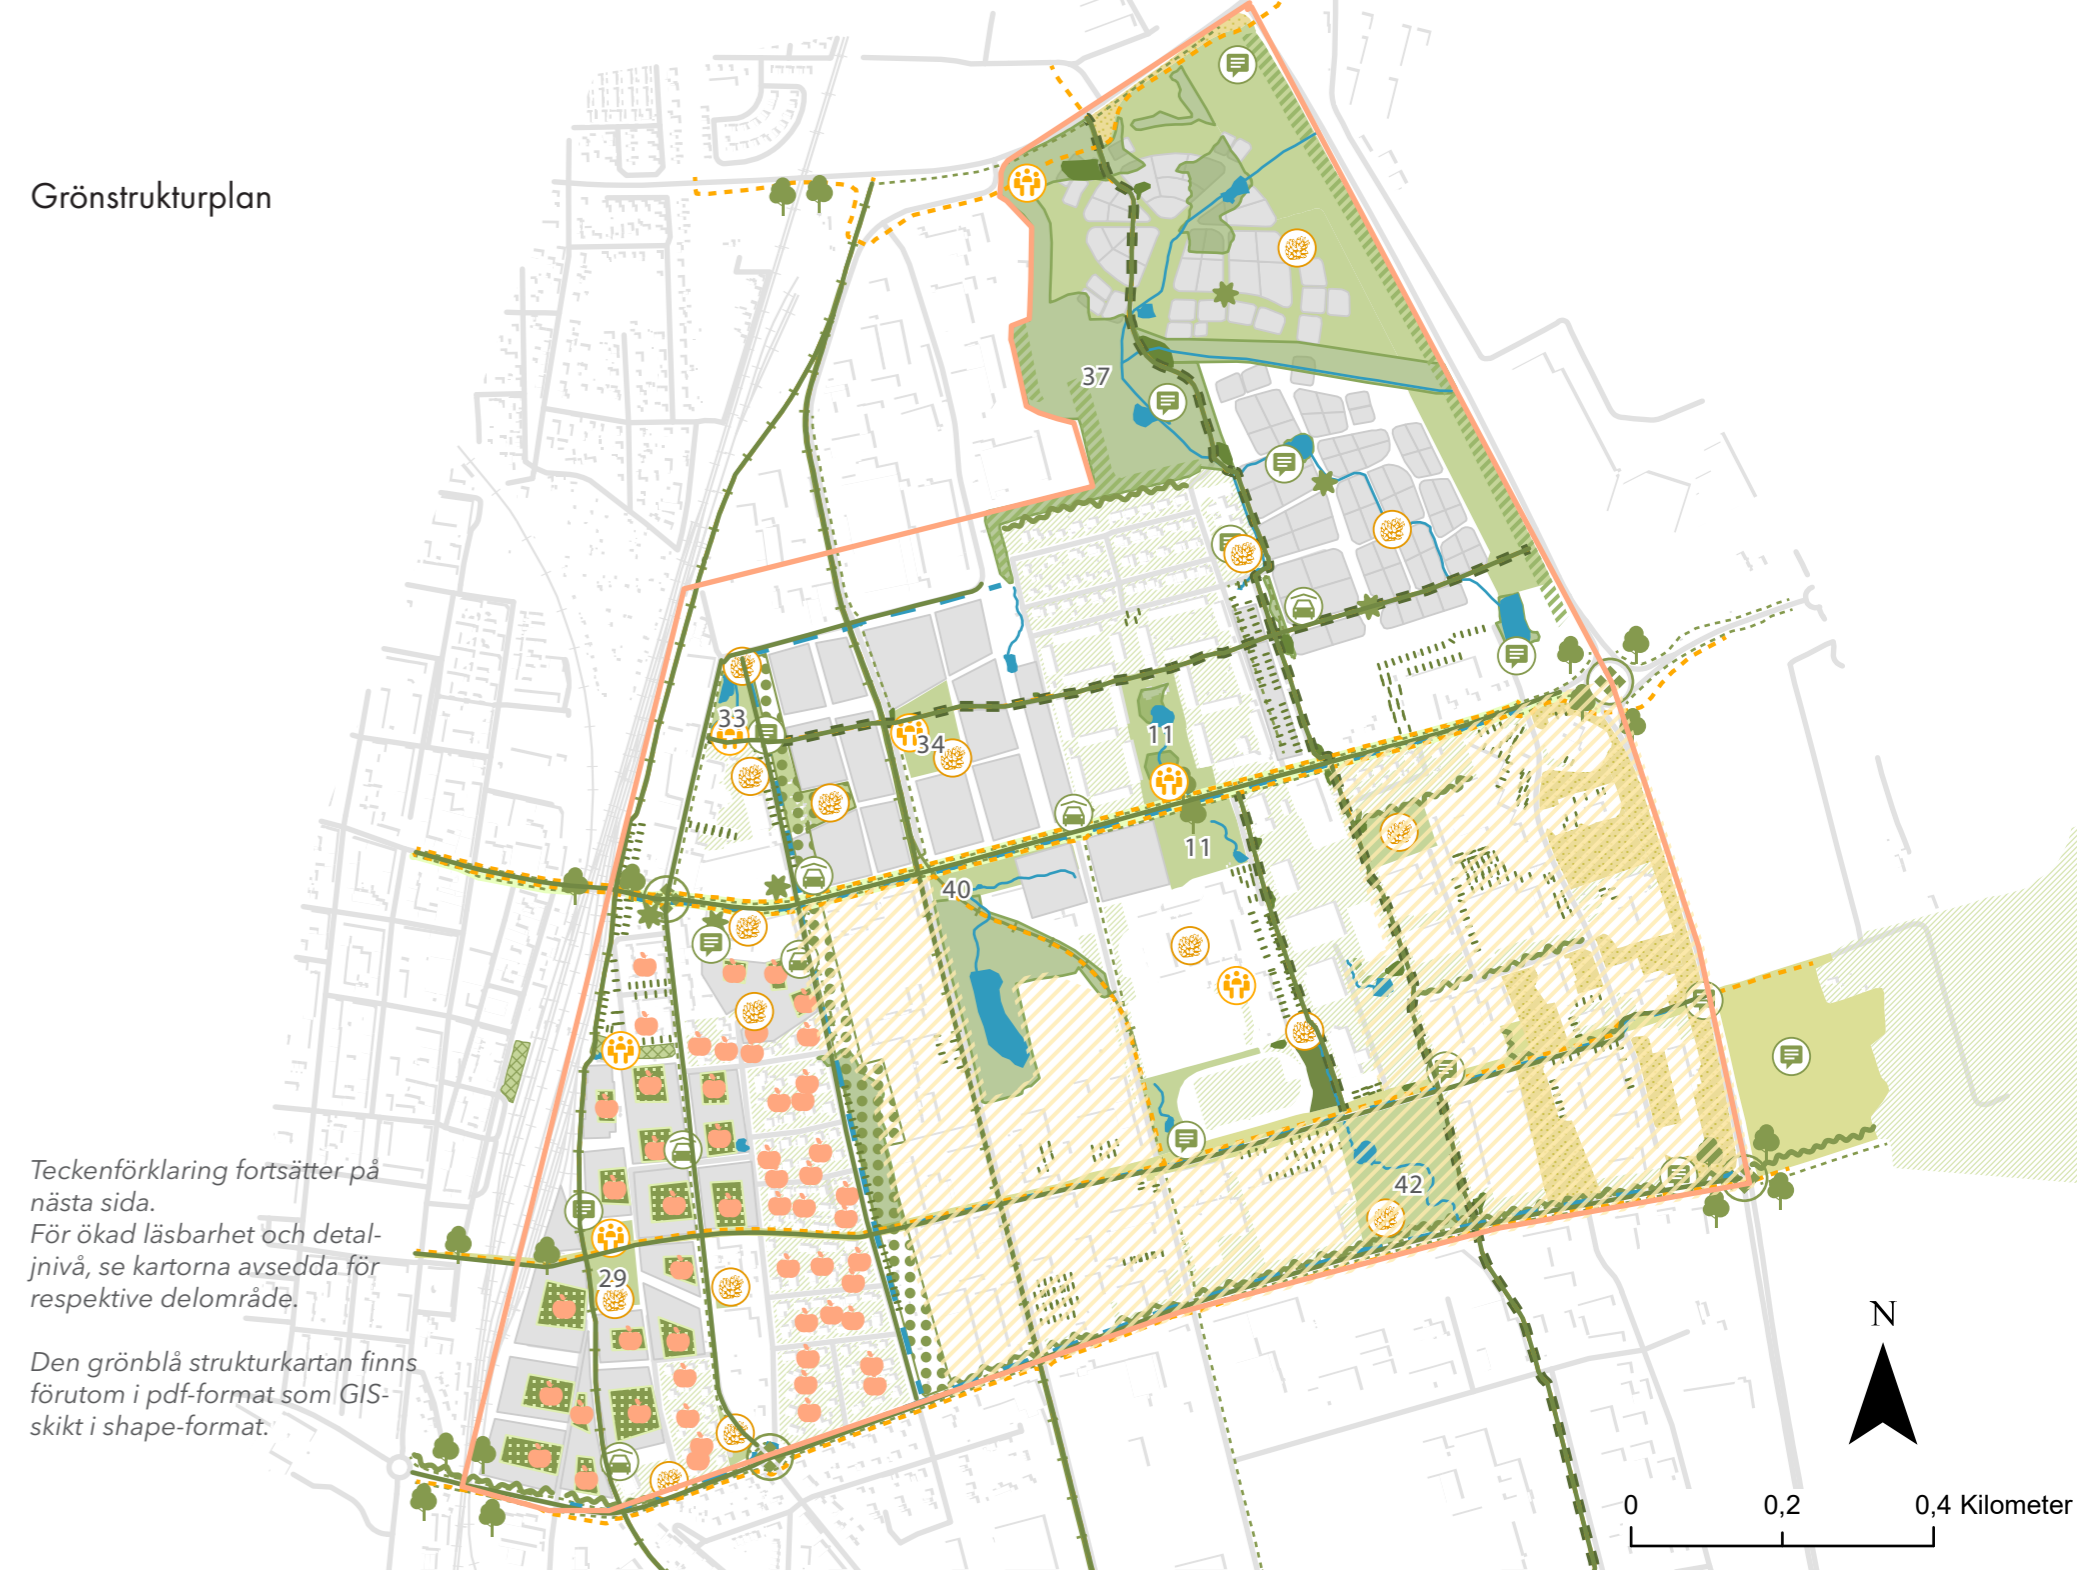 Grönstrukturplan
37
33
34
11
11
40
42
29
Teckenförklaring fortsätter på
nästa sida.
För ökad läsbarhet och detal-
jnivå, se kartorna avsedda för
respektive delområde.
Den grönblå strukturkartan finns
förutom i pdf-format som GIS-
skikt i shape-format.
N
0 0,2 0,4 Kilometer